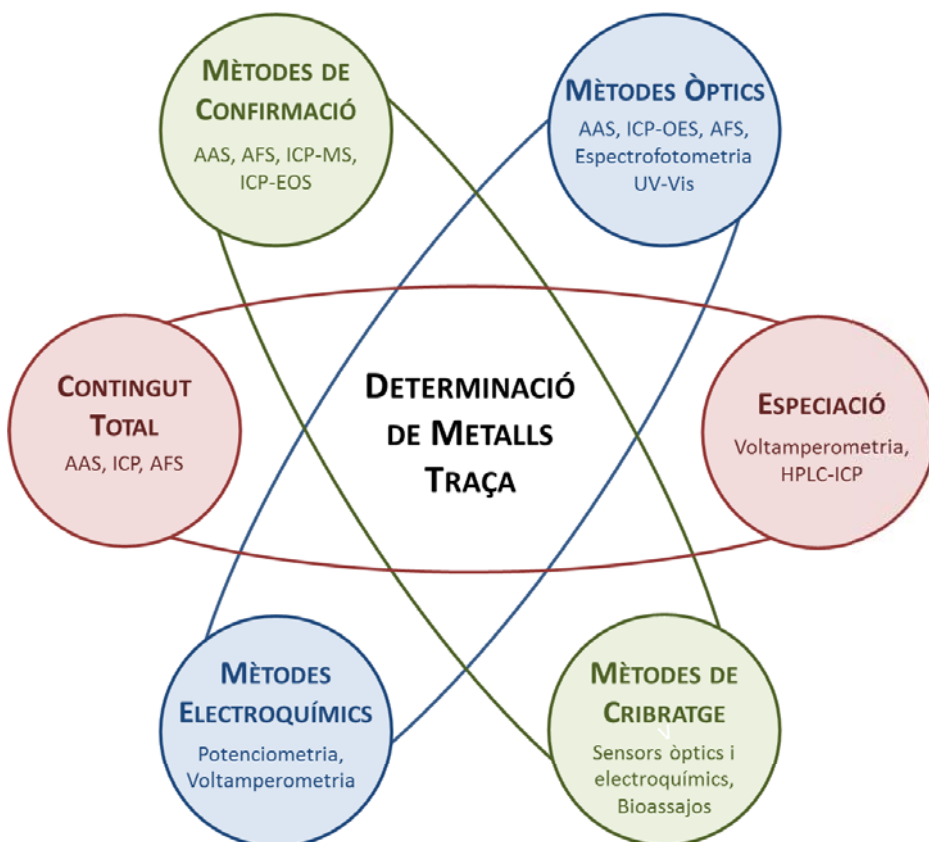 MÈTODES DE
CONFIRMACIÓ
AAS, AFS, ICP-MS,
ICP-EOS
MÈTODES ÒPTICS
AAS, ICP-OES, AFS,
Espectrofotometria
UV-Vis
CONTINGUT
TOTAL
AAS, ICP, AFS
DETERMINACIÓ
DE METALLS
TRAÇA
ESPECIACIÓ
Voltamperometria,
HPLC-ICP
MÈTODES
ELECTROQUÍMICS
Potenciometria,
Voltamperometria
MÈTODES DE
CRIBRATGE
Sensors òptics i
electroquímics,
Bioassajos